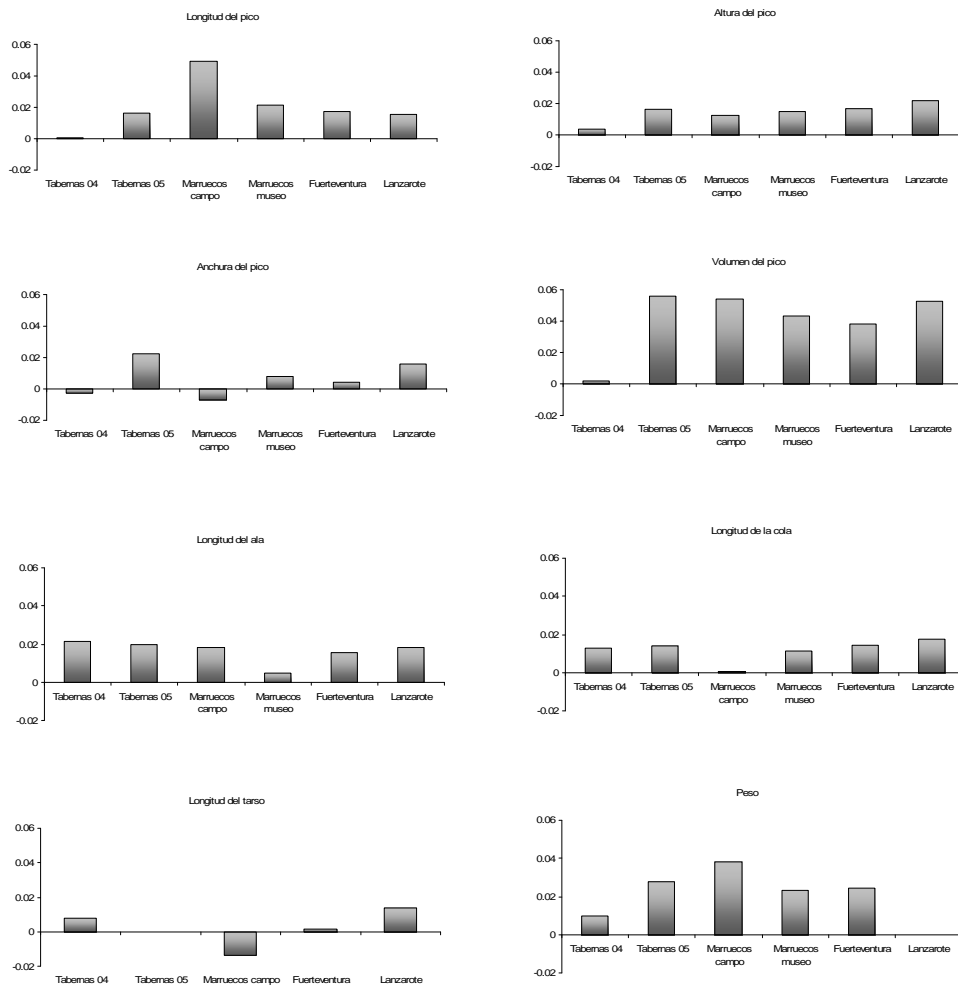 Longitud del pico
0.06
0.04
0.02
0
-0.02
Tabernas 04 Tabernas 05 Marruecos Marruecos Fuerteventura Lanzarote
campo museo
Altura del pico
0.06
0.04
0.02
0
-0.02
Tabernas 04 Tabernas 05 Marruecos Marruecos Fuerteventura Lanzarote
campo museo
Anchura del pico
0.06
0.04
0.02
0
-0.02
Tabernas 04 Tabernas 05 Marruecos Marruecos Fuerteventura Lanzarote
campo museo
Volumen del pico
0.06
0.04
0.02
0
-0.02
Tabernas 04 Tabernas 05 Marruecos Marruecos Fuerteventura Lanzarote
campo museo
Longitud del ala
0.06
0.04
0.02
0
-0.02
Tabernas 04 Tabernas 05 Marruecos Marruecos Fuerteventura Lanzarote
campo museo
Longitud de la cola
0.06
0.04
0.02
0
-0.02
Tabernas 04 Tabernas 05 Marruecos Marruecos Fuerteventura Lanzarote
campo museo
Longitud del tarso
0.06
0.04
0.02
0
-0.02
Tabernas 04 Tabernas 05 Marruecos campo Fuerteventura Lanzarote
Peso
0.06
0.04
0.02
0
-0.02
Tabernas 04 Tabernas 05 Marruecos Marruecos Fuerteventura Lanzarote
campo museo